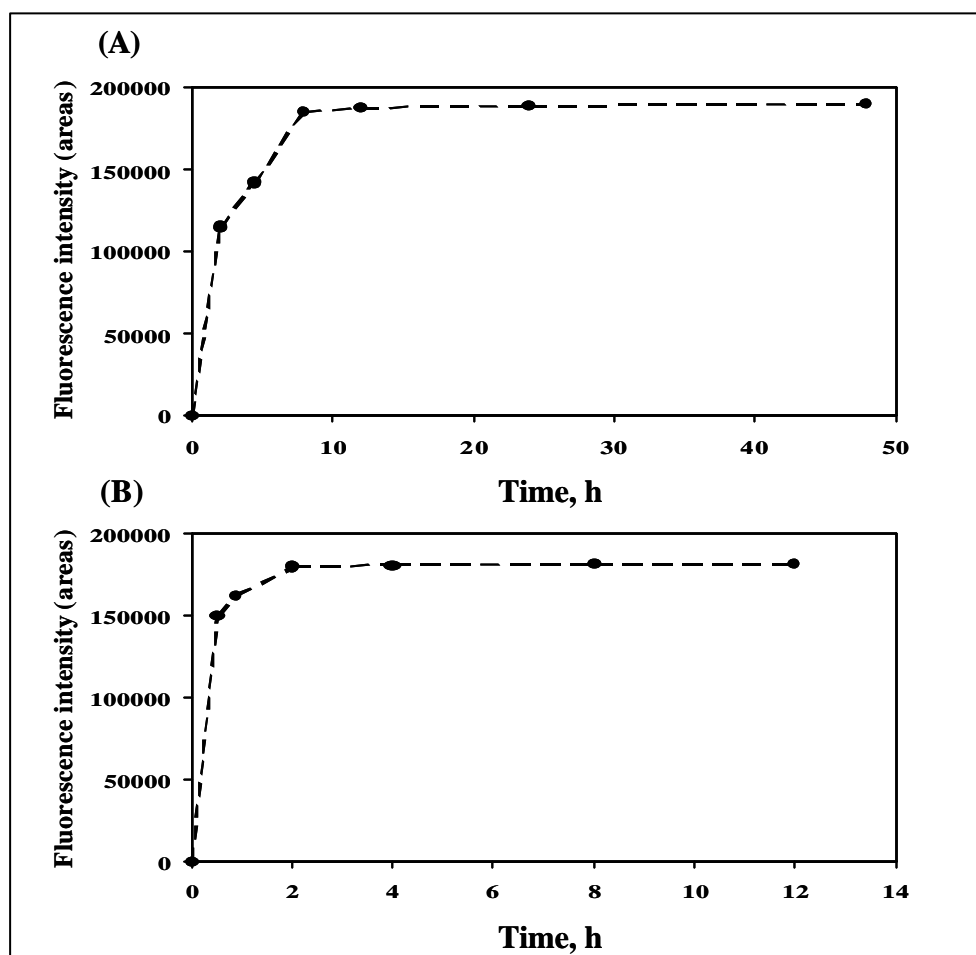 (A)
Fluorescence intensity (areas)
200000
150000
100000
50000
0
0 10 20 30 40 50
Time, h
(B)
Fluorescence intensity (areas)
200000
150000
100000
50000
0
0 2 4 6 8 10 12 14
Time, h